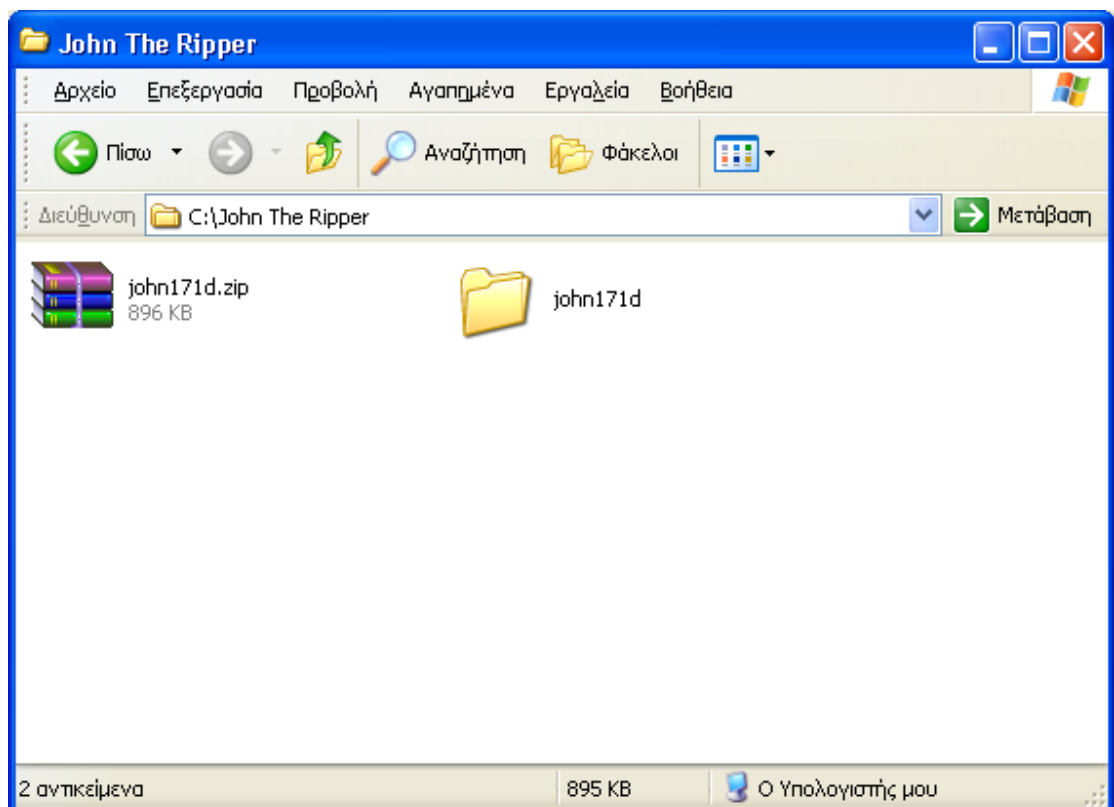 John The Ripper
Αρχείο Επεξεργασία Προβολή Αγαπημένα Εργαλεία Βοήθεια
Πίσω Αναζήτηση Φάκελοι
Διεύθυνση C:\John The Ripper Μετάβαση
john171d.zip
896 KB
john171d
2 αντικείμενα 895 KB Ο Υπολογιστής μου